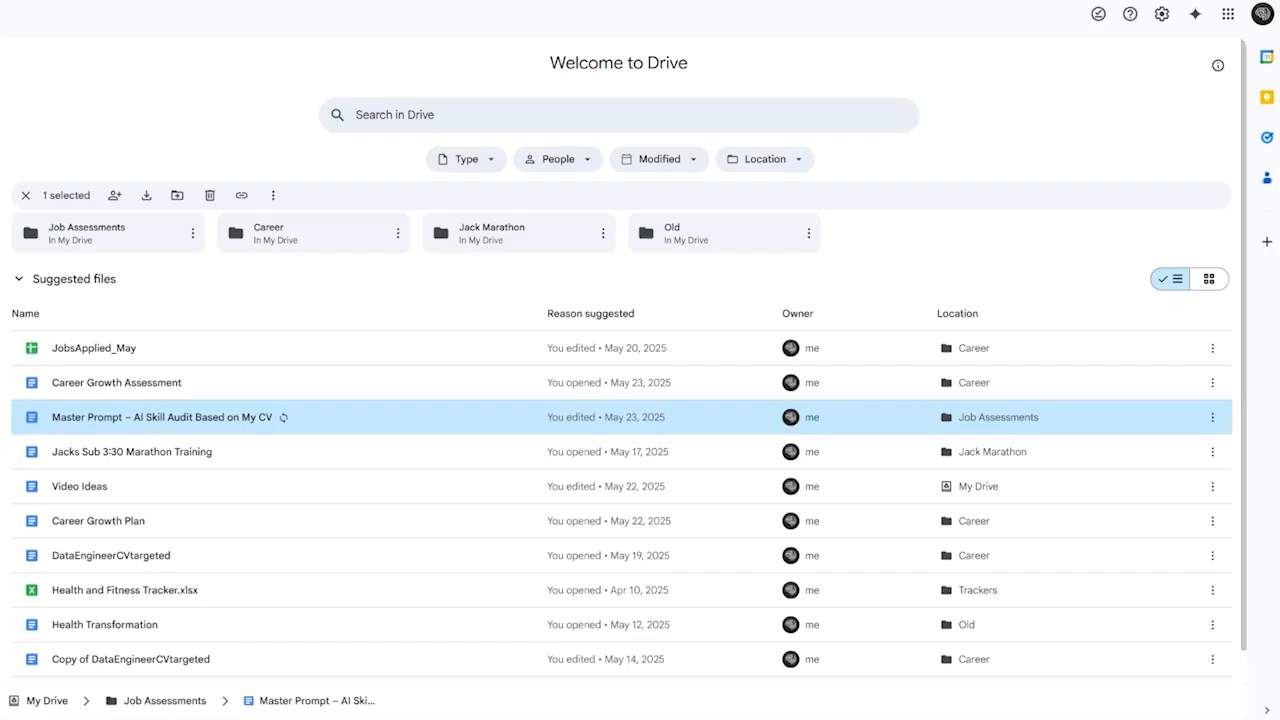 Welcome to Drive
Search in Drive
Type People Modified Location
1 selected
Job Assessments
In My Drive
Career
In My Drive
Jack Marathon
In My Drive
Old
In My Drive
Suggested files
Name Reason suggested Owner Location
JobsApplied_May You edited • May 20, 2025 me Career
Career Growth Assessment You opened • May 23, 2025 me Career
Master Prompt – AI Skill Audit Based on My CV You edited • May 23, 2025 me Job Assessments
Jacks Sub 3:30 Marathon Training You opened • May 17, 2025 me Jack Marathon
Video Ideas You edited • May 22, 2025 me My Drive
Career Growth Plan You opened • May 22, 2025 me Career
DataEngineerCVtargeted You opened • May 19, 2025 me Career
Health and Fitness Tracker.xlsx You opened • Apr 10, 2025 me Trackers
Health Transformation You opened • May 12, 2025 me Old
Copy of DataEngineerCVtargeted You edited • May 14, 2025 me Career
My Drive Job Assessments Master Prompt – AI Ski...